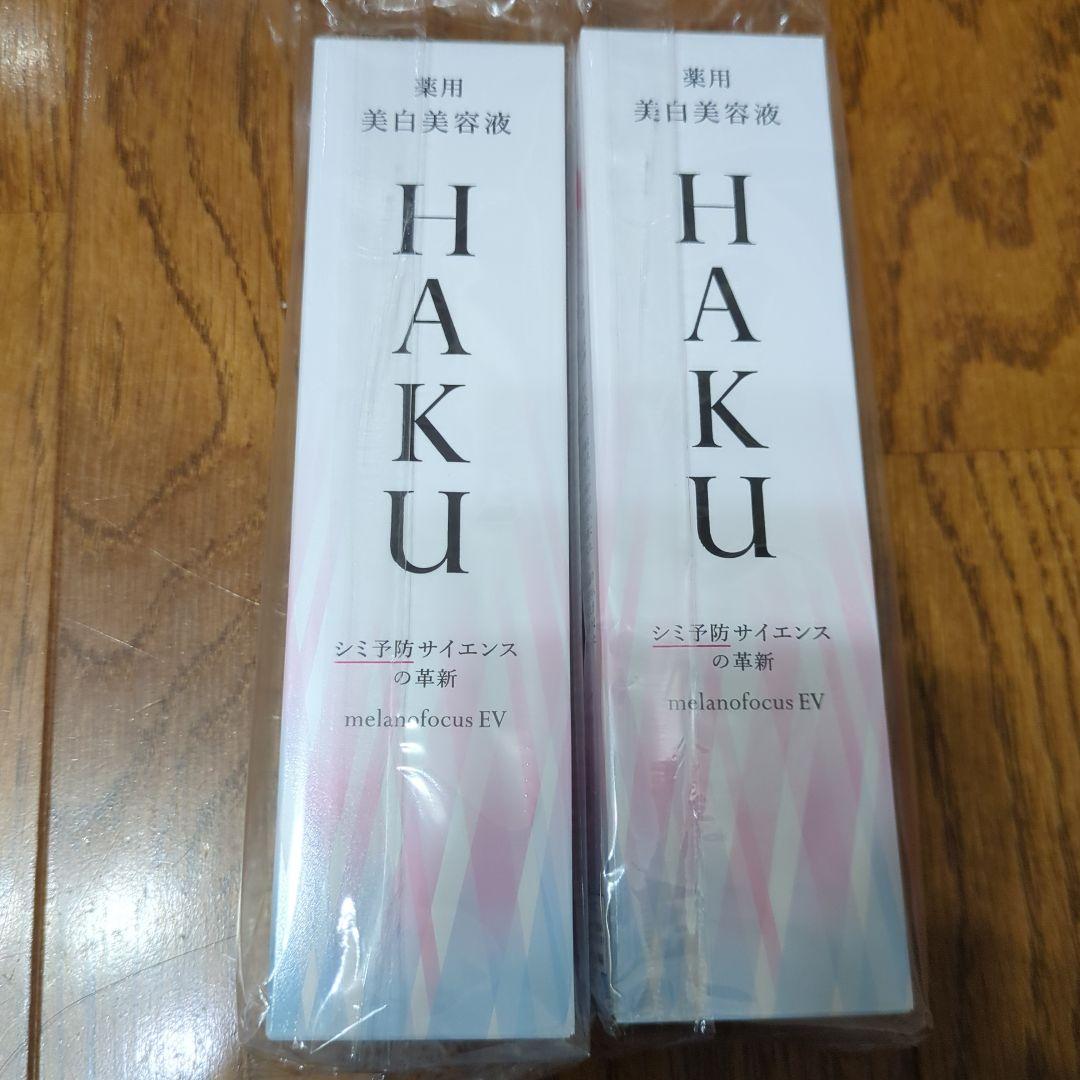 薬用
美白美容液
HAKU
シミ予防サイエンス
の革新
melanofocus EV
薬用
美白美容液
HAKU
シミ予防サイエンス
の革新
melanofocus EV